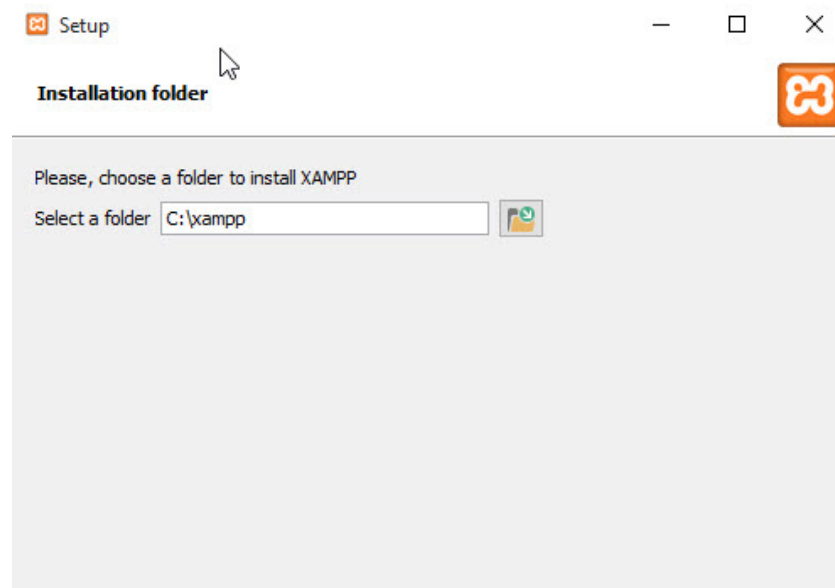 Setup
Installation folder
Please, choose a folder to install XAMPP
Select a folder C:\xampp